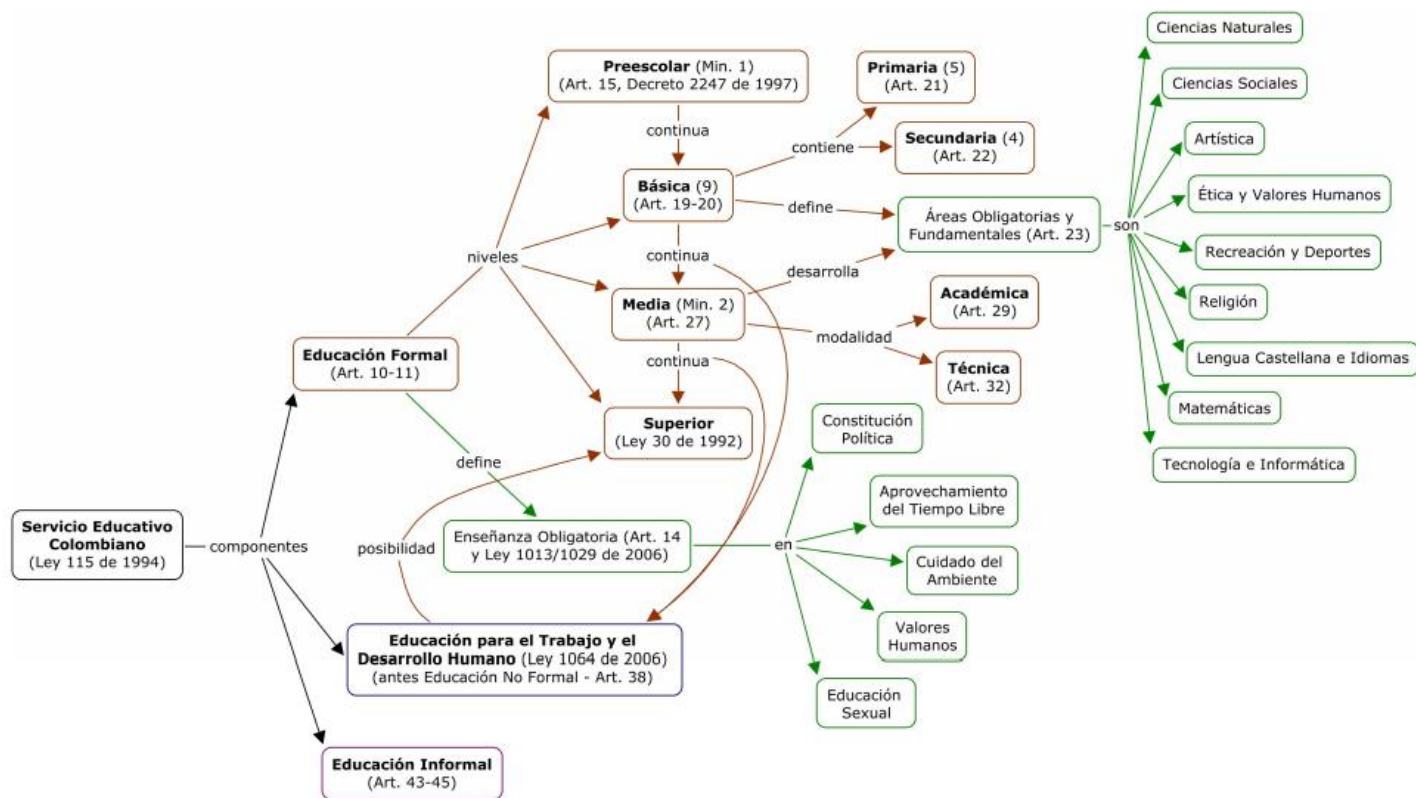 Servicio Educativo
Colombiano
(Ley 115 de 1994)
componentes
Educación Formal
(Art. 10-11)
niveles
Preescolar (Min. 1)
(Art. 15, Decreto 2247 de 1997)
continua
Básica (9)
(Art. 19-20)
contiene
Primaria (5)
(Art. 21)
Secundaria (4)
(Art. 22)
define
Áreas Obligatorias y
Fundamentales (Art. 23)
son
Ciencias Naturales
Ciencias Sociales
Artística
Ética y Valores Humanos
Recreación y Deportes
Religión
Lengua Castellana e Idiomas
Matemáticas
Tecnología e Informática
continua
Media (Min. 2)
(Art. 27)
desarrolla
modalidad
Académica
(Art. 29)
Técnica
(Art. 32)
continua
Superior
(Ley 30 de 1992)
define
Enseñanza Obligatoria (Art. 14
y Ley 1013/1029 de 2006)
en
Constitución
Política
Aprovechamiento
del Tiempo Libre
Cuidado del
Ambiente
Valores
Humanos
Educación
Sexual
posibilidad
Educación para el Trabajo y el
Desarrollo Humano (Ley 1064 de 2006)
(antes Educación No Formal - Art. 38)
Educación Informal
(Art. 43-45)